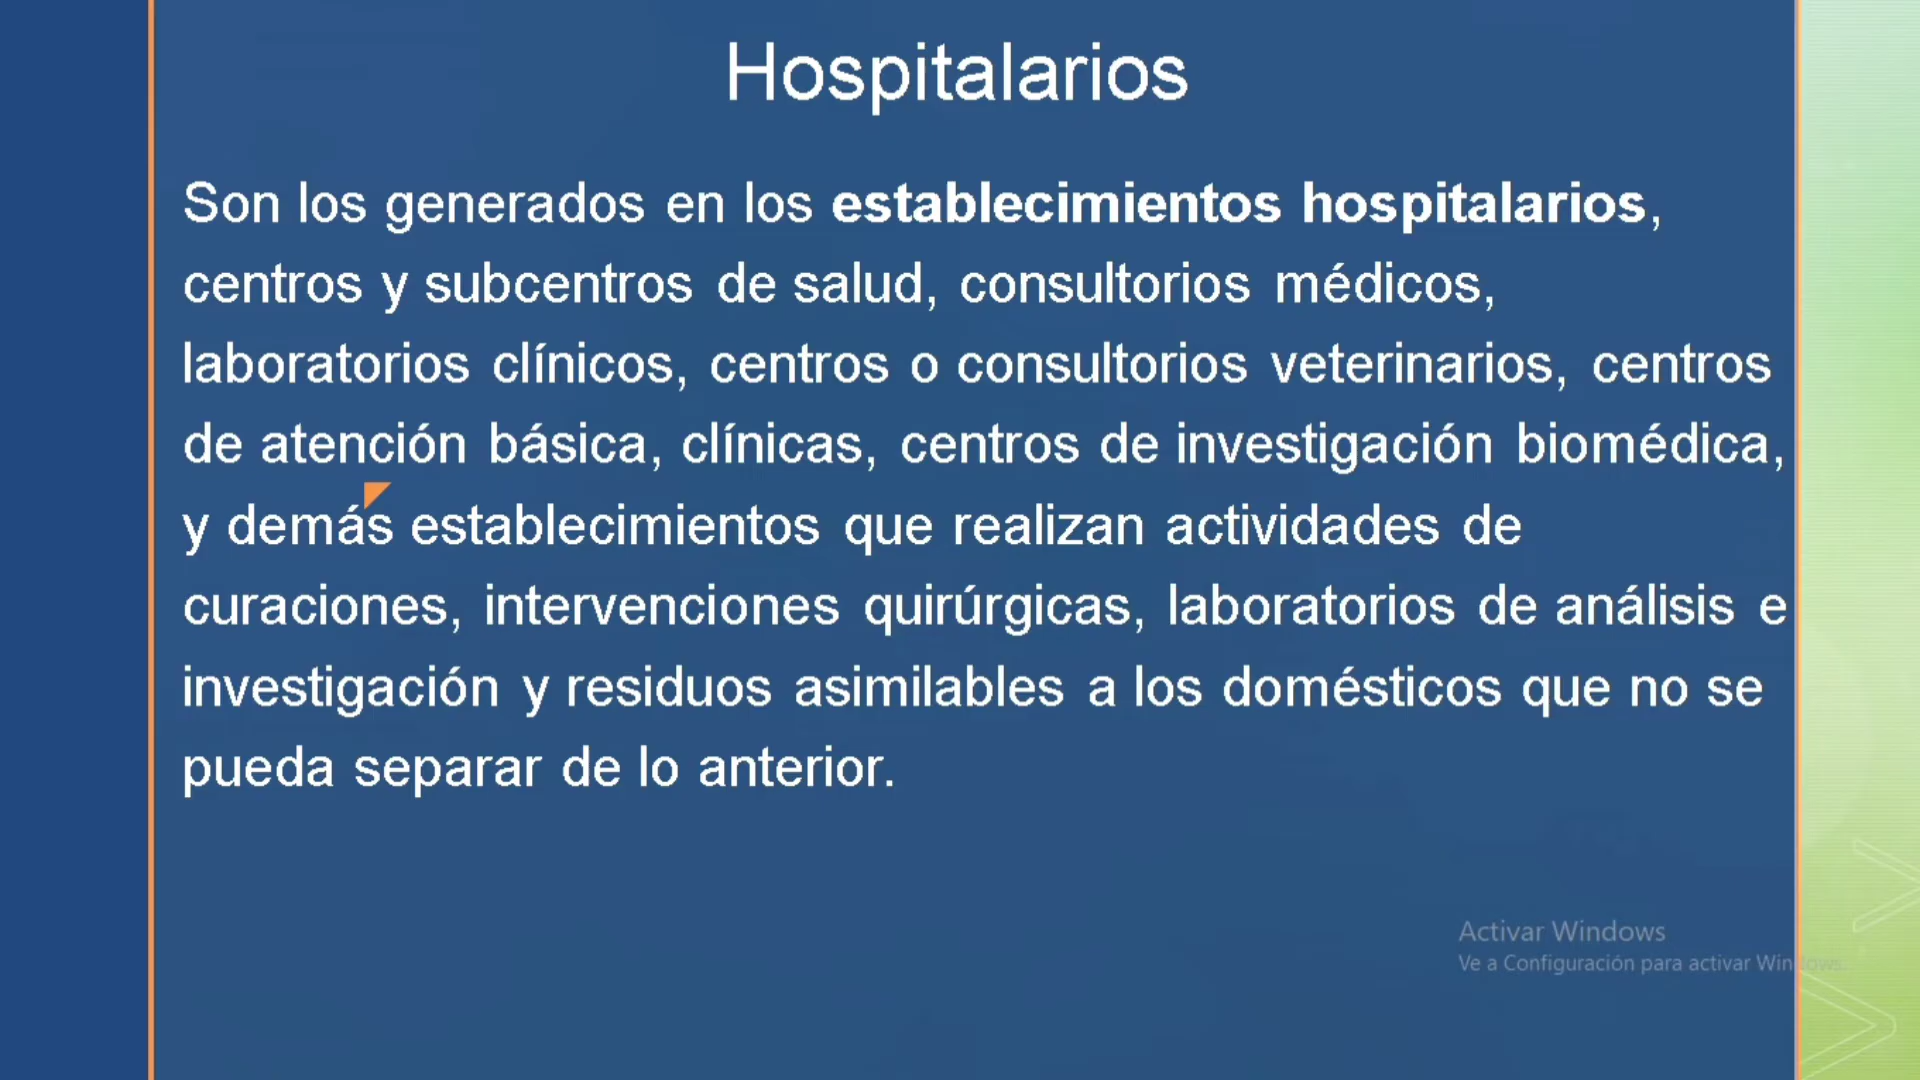 Hospitalarios
Son los generados en los establecimientos hospitalarios,
centros y subcentros de salud, consultorios médicos,
laboratorios clínicos, centros o consultorios veterinarios, centros
de atención básica, clínicas, centros de investigación biomédica,
y demás establecimientos que realizan actividades de
curaciones, intervenciones quirúrgicas, laboratorios de análisis e
investigación y residuos asimilables a los domésticos que no se
pueda separar de lo anterior.
Activar Windows
Ve a Configuración para activar Windows.